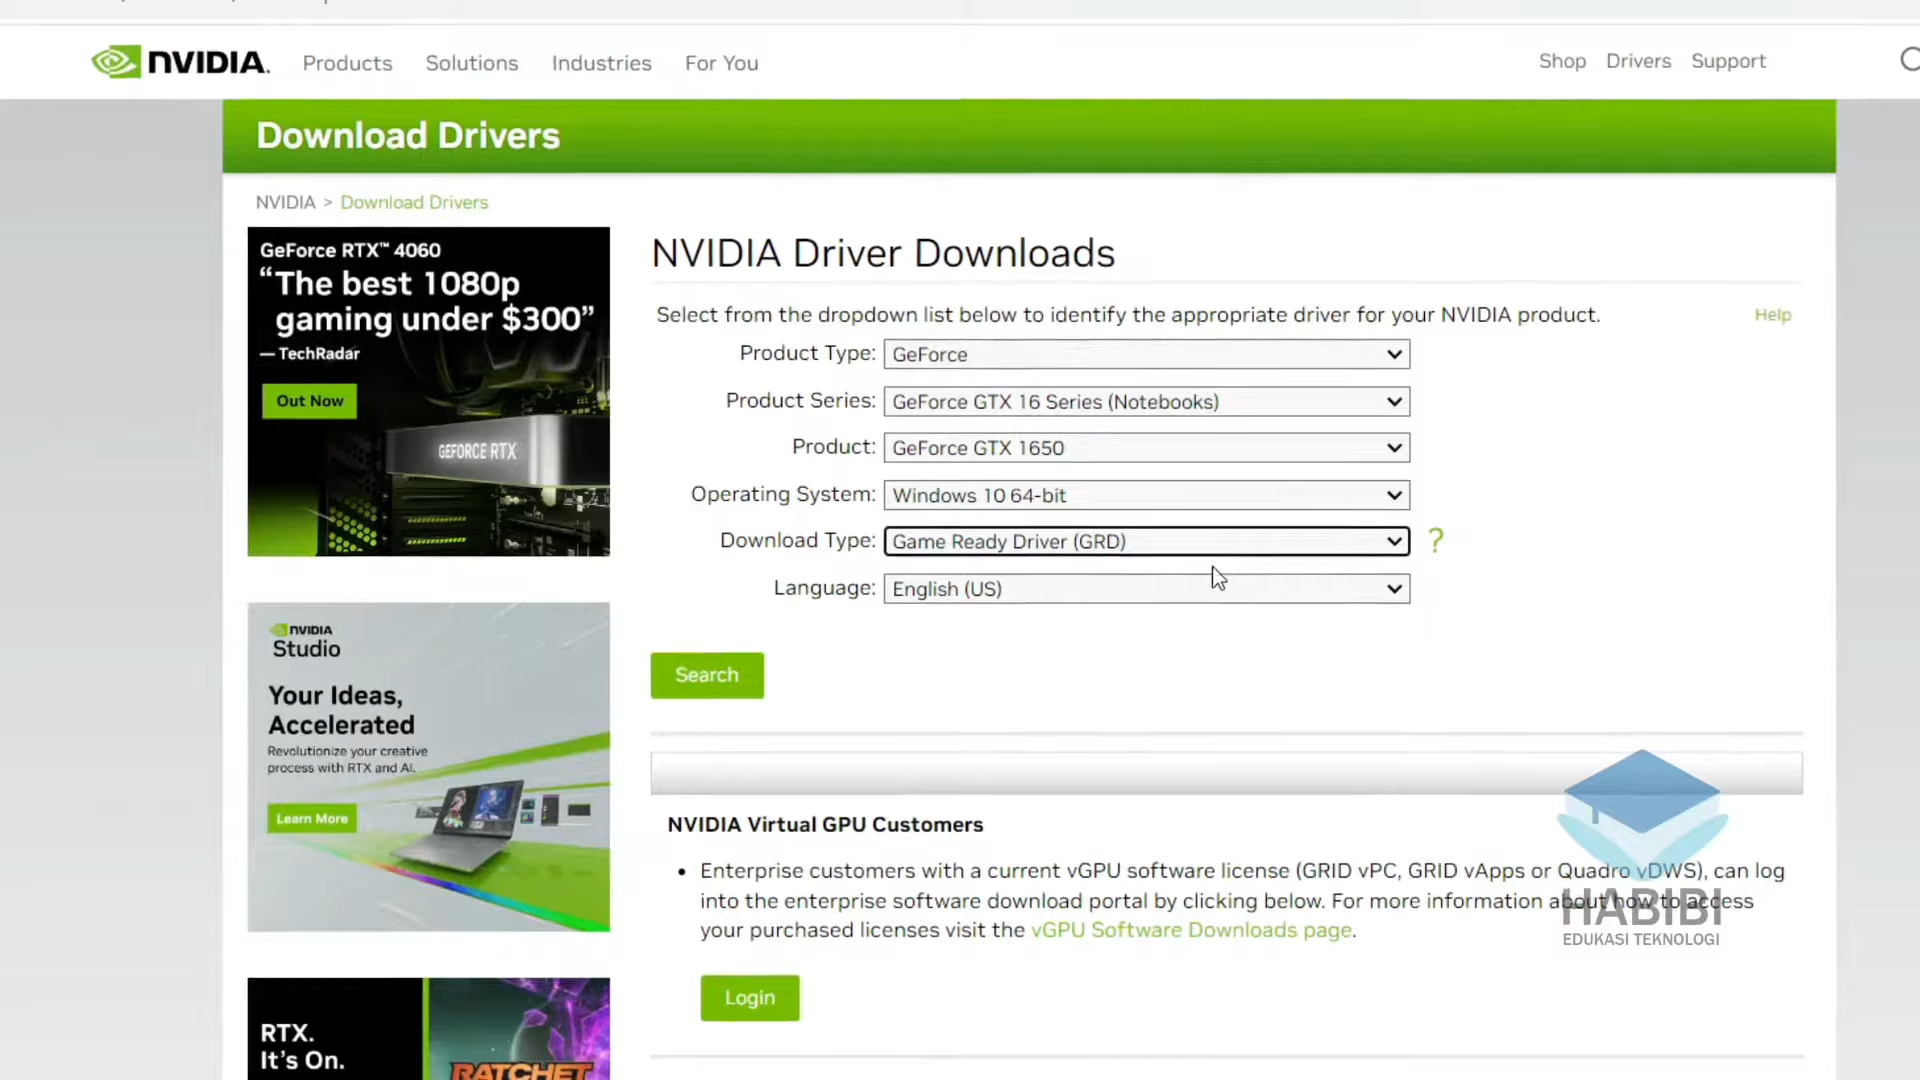 NVIDIA.
Products Solutions Industries For You
Shop Drivers Support
Download Drivers
NVIDIA > Download Drivers
GeForce RTX™ 4060
“The best 1080p
gaming under $300”
— TechRadar
Out Now
GEFORCE RTX
NVIDIA Driver Downloads
Select from the dropdown list below to identify the appropriate driver for your NVIDIA product.
Help
Product Type: GeForce
Product Series: GeForce GTX 16 Series (Notebooks)
Product: GeForce GTX 1650
Operating System: Windows 10 64-bit
Download Type: Game Ready Driver (GRD) ?
Language: English (US)
Search
NVIDIA
Studio
Your Ideas,
Accelerated
Revolutionize your creative
process with RTX and AI.
Learn More
NVIDIA Virtual GPU Customers
• Enterprise customers with a current vGPU software license (GRID vPC, GRID vApps or Quadro vDWS), can log
into the enterprise software download portal by clicking below. For more information about how to access
your purchased licenses visit the vGPU Software Downloads page.
Login
HABIBI
EDUKASI TEKNOLOGI
RTX.
It’s On.
RATCHET